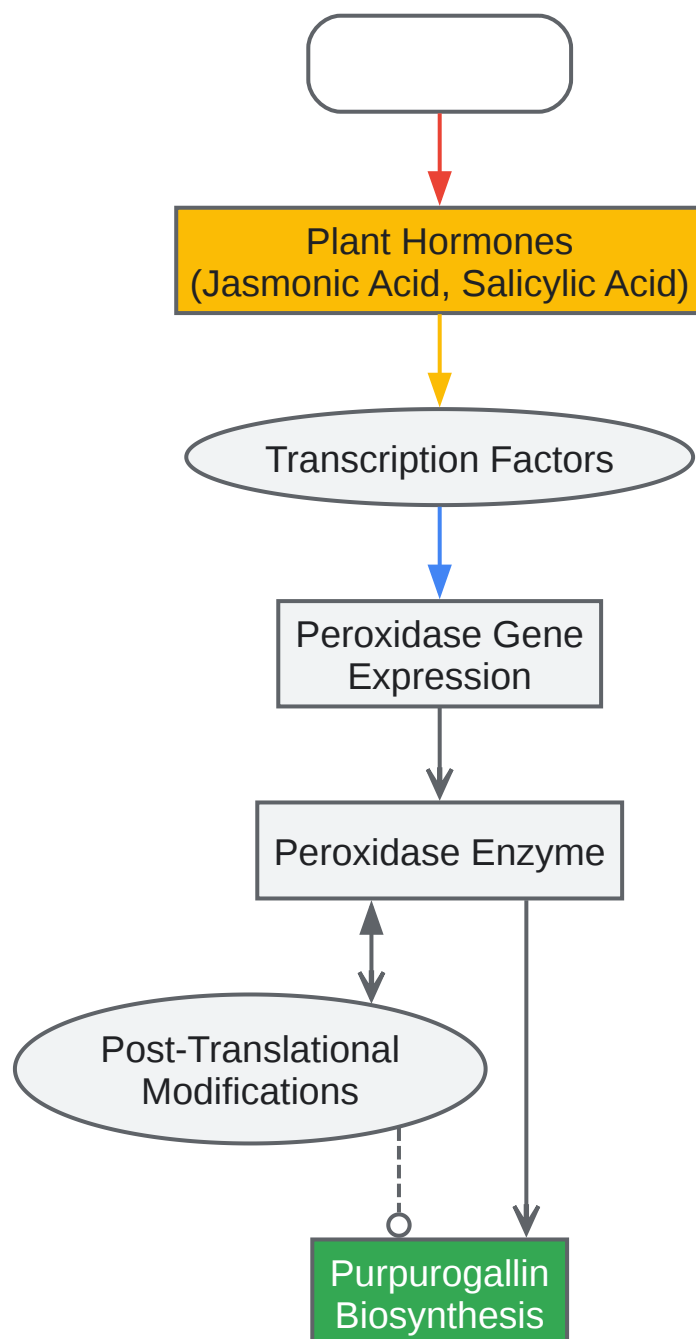 Plant Hormones
(Jasmonic Acid, Salicylic Acid)
Transcription Factors
Peroxidase Gene
Expression
Peroxidase Enzyme
Post-Translational
Modifications
Purpurogallin
Biosynthesis